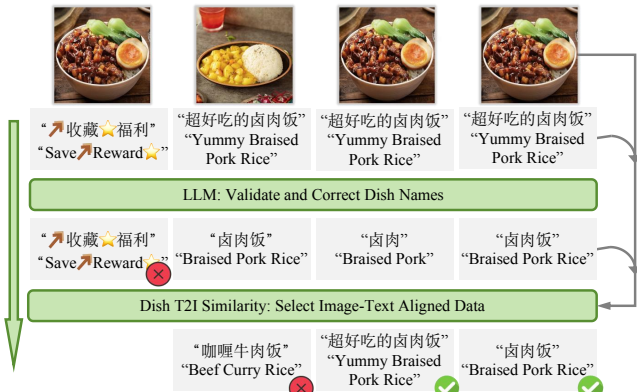 “↗收藏⭐福利”
“Save↗Reward⭐”
“超好吃的卤肉饭”
“Yummy Braised
Pork Rice”
“超好吃的卤肉饭”
“Yummy Braised
Pork Rice”
“超好吃的卤肉饭”
“Yummy Braised
Pork Rice”
LLM: Validate and Correct Dish Names
“↗收藏⭐福利”
“Save↗Reward⭐”
“卤肉饭”
“Braised Pork Rice”
“卤肉”
“Braised Pork”
“卤肉饭”
“Braised Pork Rice”
Dish T2I Similarity: Select Image-Text Aligned Data
“咖喱牛肉饭”
“Beef Curry Rice”
“超好吃的卤肉饭”
“Yummy Braised
Pork Rice”
“卤肉饭”
“Braised Pork Rice”